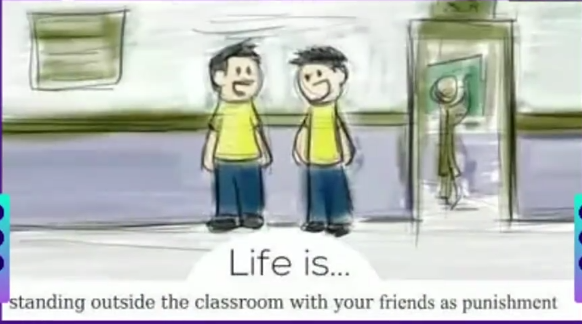 Life is...
standing outside the classroom with your friends as punishment